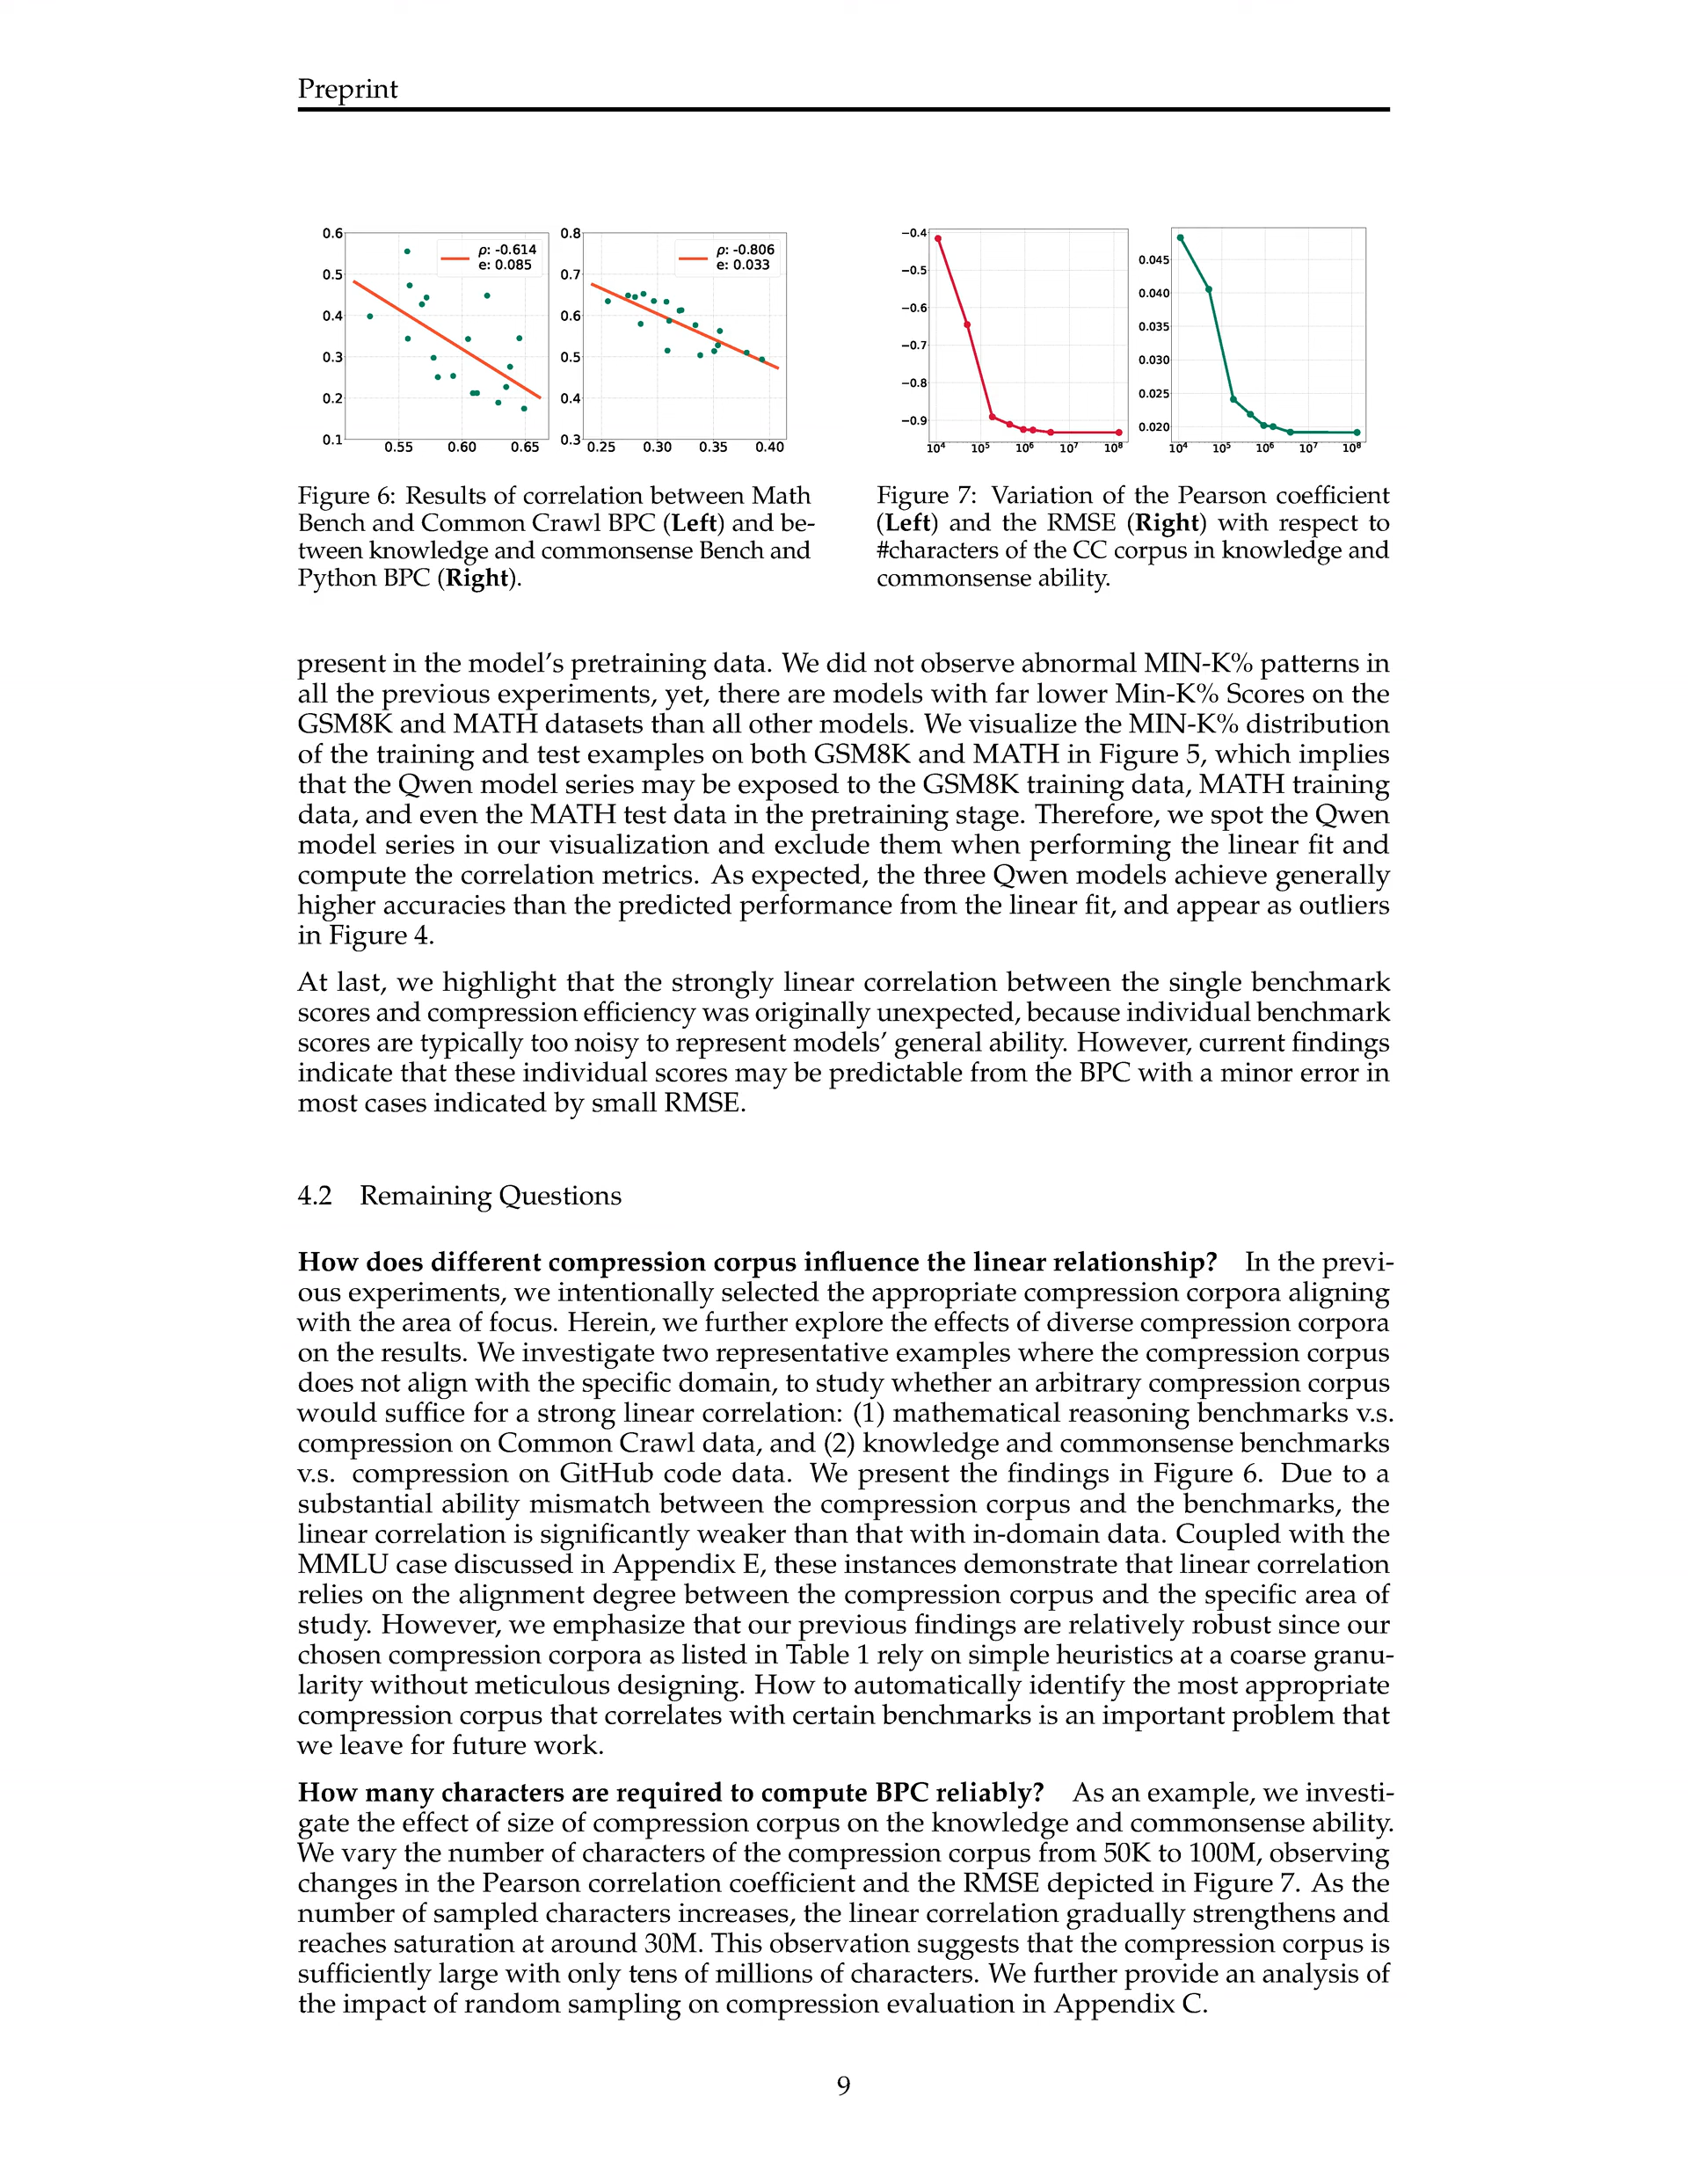 Preprint
0.6
0.5
0.4
0.3
0.2
0.1
0.55 0.60 0.65
ρ: -0.614
e: 0.085
0.8
0.7
0.6
0.5
0.4
0.3
0.25 0.30 0.35 0.40
ρ: -0.806
e: 0.033
−0.4
−0.5
−0.6
−0.7
−0.8
−0.9
10⁴ 10⁵ 10⁶ 10⁷ 10⁸
0.045
0.040
0.035
0.030
0.025
0.020
10⁴ 10⁵ 10⁶ 10⁷ 10⁸
Figure 6: Results of correlation between Math
Bench and Common Crawl BPC (Left) and be-
tween knowledge and commonsense Bench and
Python BPC (Right).
Figure 7: Variation of the Pearson coefficient
(Left) and the RMSE (Right) with respect to
#characters of the CC corpus in knowledge and
commonsense ability.
present in the model's pretraining data. We did not observe abnormal MIN-K% patterns in
all the previous experiments, yet, there are models with far lower Min-K% Scores on the
GSM8K and MATH datasets than all other models. We visualize the MIN-K% distribution
of the training and test examples on both GSM8K and MATH in Figure 5, which implies
that the Qwen model series may be exposed to the GSM8K training data, MATH training
data, and even the MATH test data in the pretraining stage. Therefore, we spot the Qwen
model series in our visualization and exclude them when performing the linear fit and
compute the correlation metrics. As expected, the three Qwen models achieve generally
higher accuracies than the predicted performance from the linear fit, and appear as outliers
in Figure 4.
At last, we highlight that the strongly linear correlation between the single benchmark
scores and compression efficiency was originally unexpected, because individual benchmark
scores are typically too noisy to represent models' general ability. However, current findings
indicate that these individual scores may be predictable from the BPC with a minor error in
most cases indicated by small RMSE.
4.2 Remaining Questions
How does different compression corpus influence the linear relationship? In the previ-
ous experiments, we intentionally selected the appropriate compression corpora aligning
with the area of focus. Herein, we further explore the effects of diverse compression corpora
on the results. We investigate two representative examples where the compression corpus
does not align with the specific domain, to study whether an arbitrary compression corpus
would suffice for a strong linear correlation: (1) mathematical reasoning benchmarks v.s.
compression on Common Crawl data, and (2) knowledge and commonsense benchmarks
v.s. compression on GitHub code data. We present the findings in Figure 6. Due to a
substantial ability mismatch between the compression corpus and the benchmarks, the
linear correlation is significantly weaker than that with in-domain data. Coupled with the
MMLU case discussed in Appendix E, these instances demonstrate that linear correlation
relies on the alignment degree between the compression corpus and the specific area of
study. However, we emphasize that our previous findings are relatively robust since our
chosen compression corpora as listed in Table 1 rely on simple heuristics at a coarse granu-
larity without meticulous designing. How to automatically identify the most appropriate
compression corpus that correlates with certain benchmarks is an important problem that
we leave for future work.
How many characters are required to compute BPC reliably? As an example, we investi-
gate the effect of size of compression corpus on the knowledge and commonsense ability.
We vary the number of characters of the compression corpus from 50K to 100M, observing
changes in the Pearson correlation coefficient and the RMSE depicted in Figure 7. As the
number of sampled characters increases, the linear correlation gradually strengthens and
reaches saturation at around 30M. This observation suggests that the compression corpus is
sufficiently large with only tens of millions of characters. We further provide an analysis of
the impact of random sampling on compression evaluation in Appendix C.
9